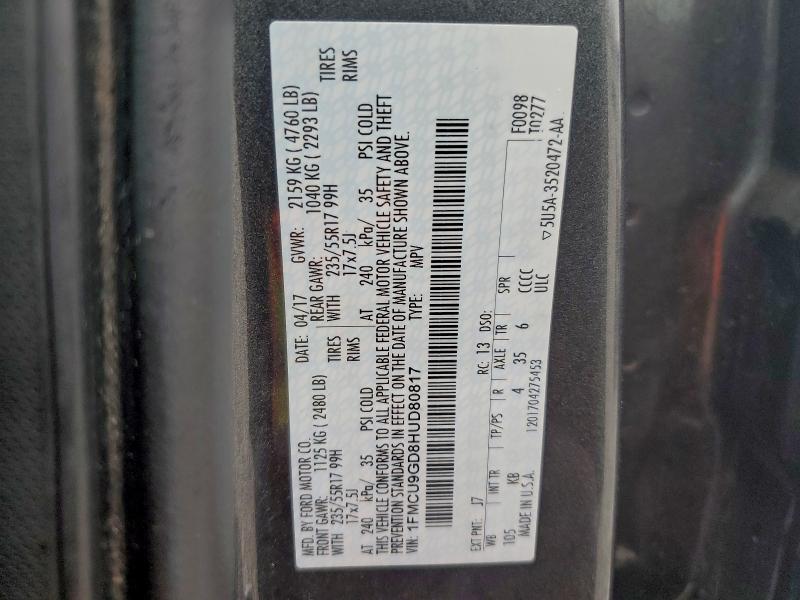 MFD. BY FORD MOTOR CO. DATE: 04/17 GVWR: 2159 KG ( 4760 LB)
FRONT GAWR: 1125 KG ( 2480 LB) REAR GAWR: 1040 KG ( 2293 LB)
WITH 235/55R17 99H TIRES WITH 235/55R17 99H TIRES
17x7.5J RIMS 17x7.5J RIMS
AT 240 kPa/ 35 PSI COLD AT 240 kPa/ 35 PSI COLD
THIS VEHICLE CONFORMS TO ALL APPLICABLE FEDERAL MOTOR VEHICLE SAFETY AND THEFT
PREVENTION STANDARDS IN EFFECT ON THE DATE OF MANUFACTURE SHOWN ABOVE.
VIN: 1FMCU9GD8HUD80817 TYPE: MPV
EXT PNT: J7 RC: 13 DSO: F0098
WB INT TR TP/PS R AXLE TR SPR T0277
105 KB 4 35 6 CCCC
MADE IN U.S.A. 1201704275453 ULC ▽5U5A-3520472-AA